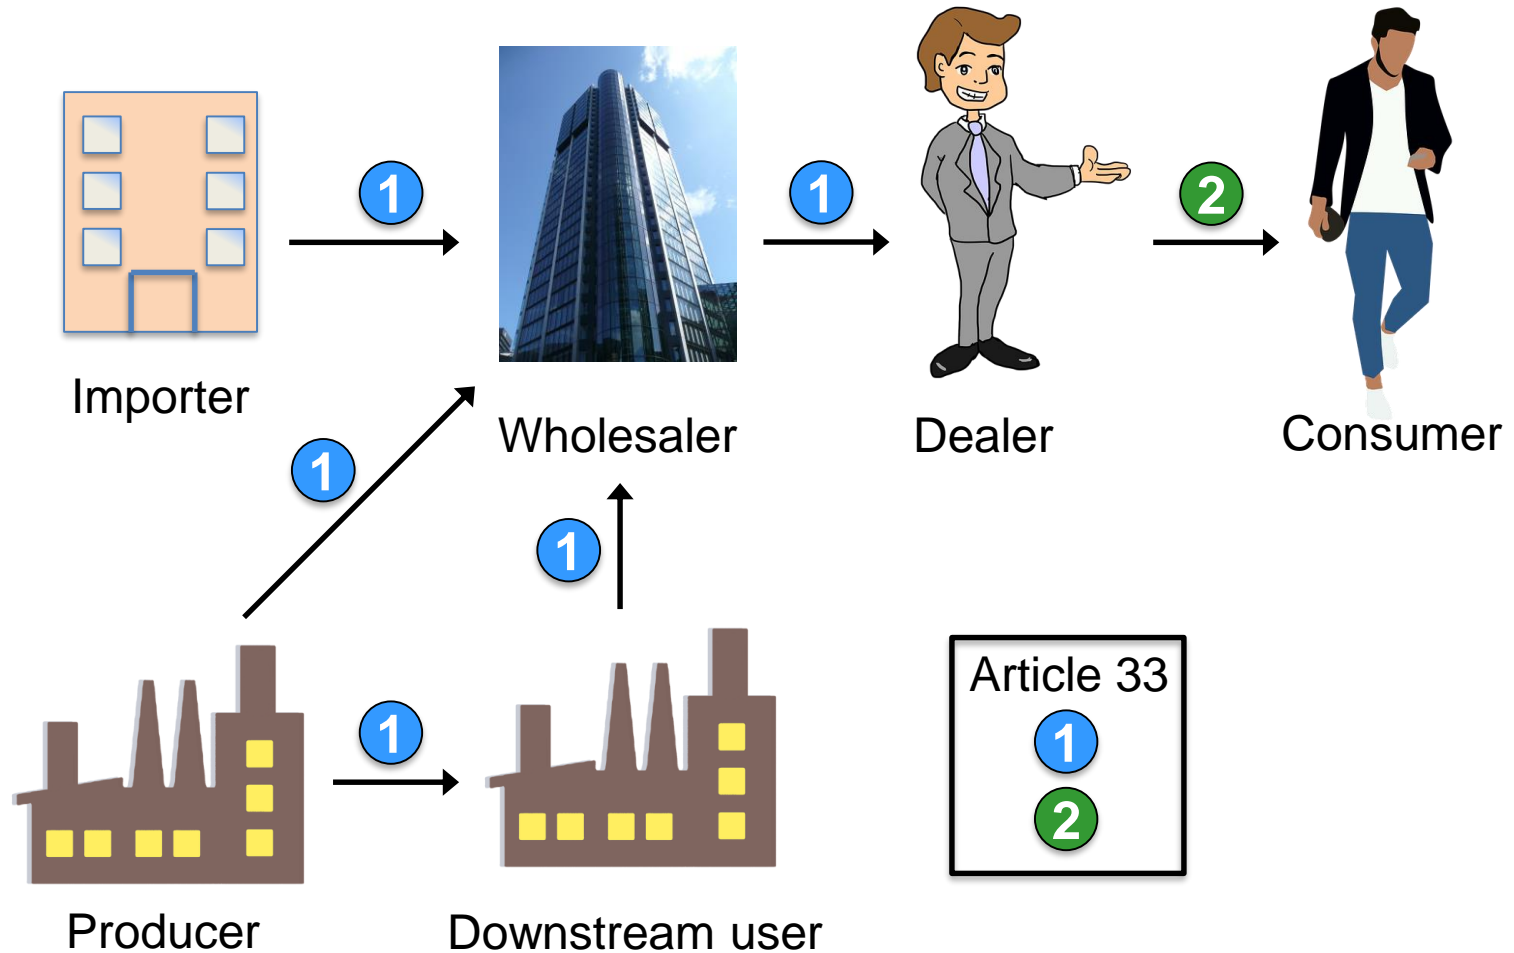 1
1
2
Importer
Wholesaler
Dealer
Consumer
1
1
Article 33
1
2
1
Producer
Downstream user